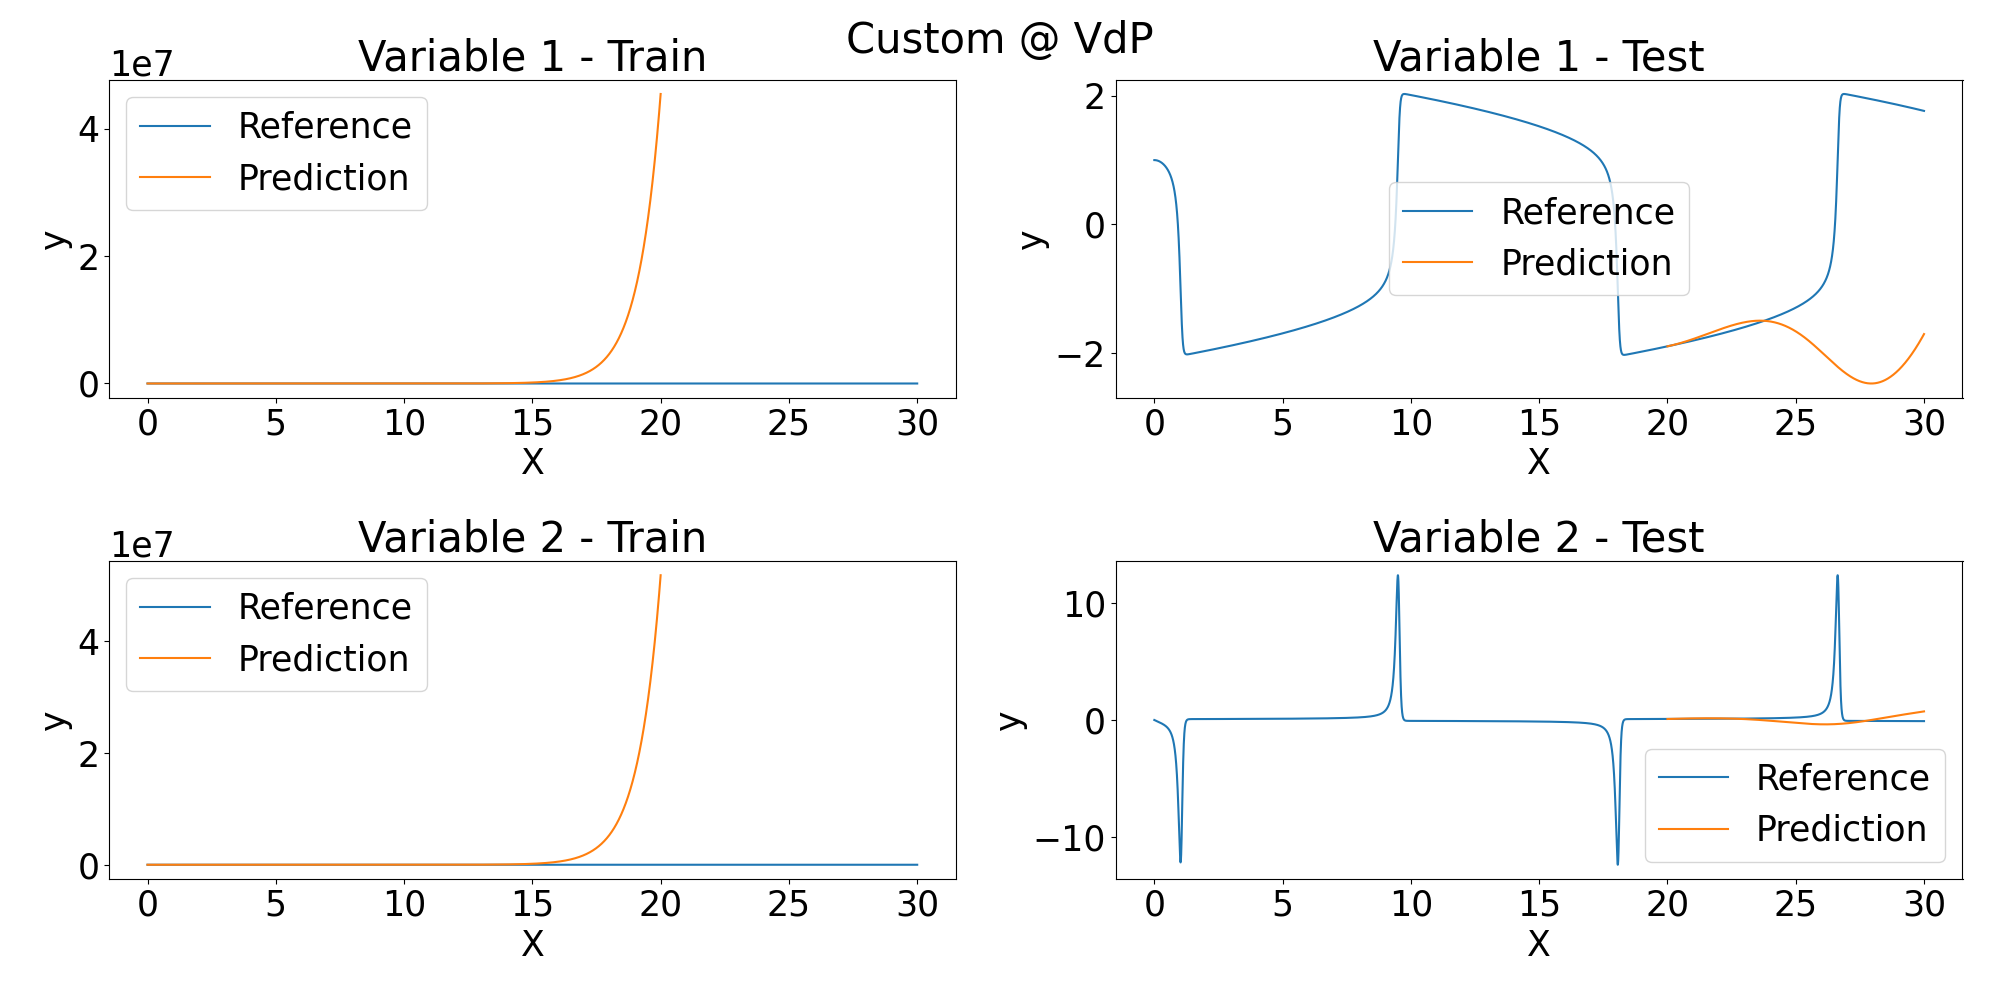 Custom @ VdP
Variable 1 - Train
1e7
4
2
0
y
Reference
Prediction
0 5 10 15 20 25 30
X
Variable 1 - Test
2
0
−2
y
Reference
Prediction
0 5 10 15 20 25 30
X
Variable 2 - Train
1e7
4
2
0
y
Reference
Prediction
0 5 10 15 20 25 30
X
Variable 2 - Test
10
0
−10
y
Reference
Prediction
0 5 10 15 20 25 30
X